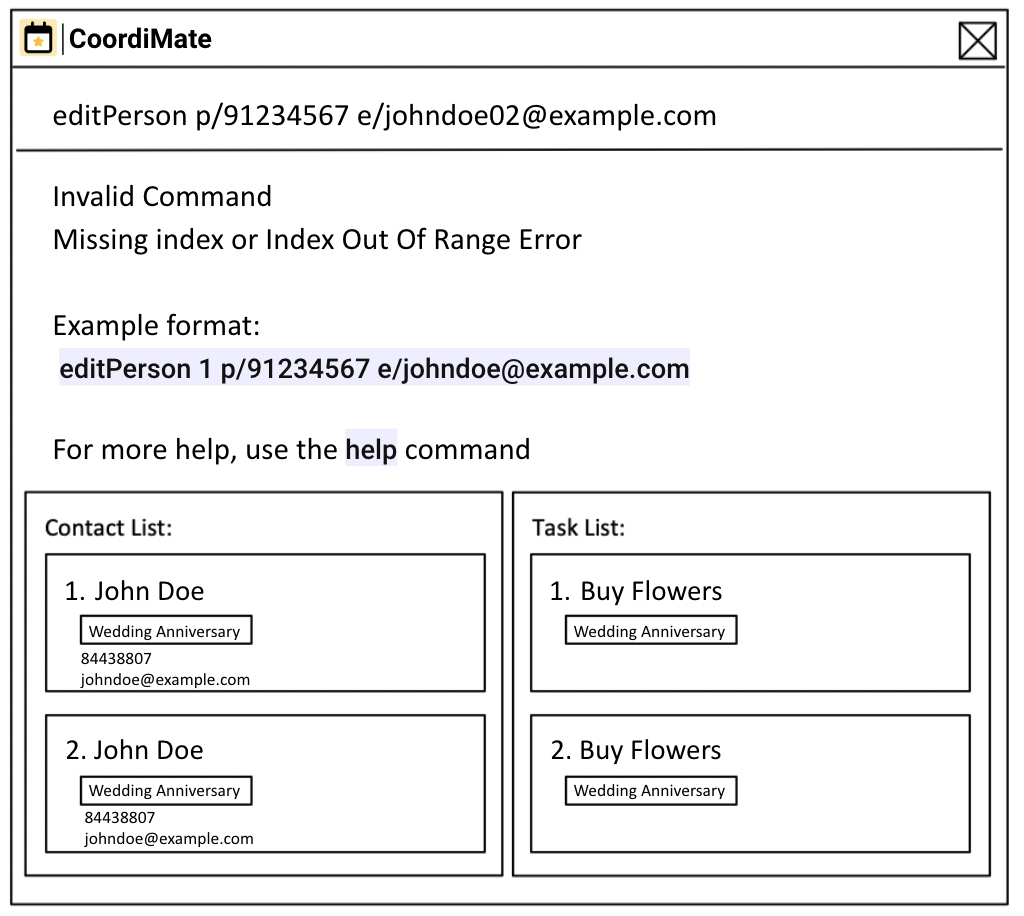 CoordiMate
editPerson p/91234567 e/johndoe02@example.com
Invalid Command
Missing index or Index Out Of Range Error
Example format:
editPerson 1 p/91234567 e/johndoe@example.com
For more help, use the help command
Contact List:
1. John Doe
Wedding Anniversary
84438807
johndoe@example.com
2. John Doe
Wedding Anniversary
84438807
johndoe@example.com
Task List:
1. Buy Flowers
Wedding Anniversary
2. Buy Flowers
Wedding Anniversary